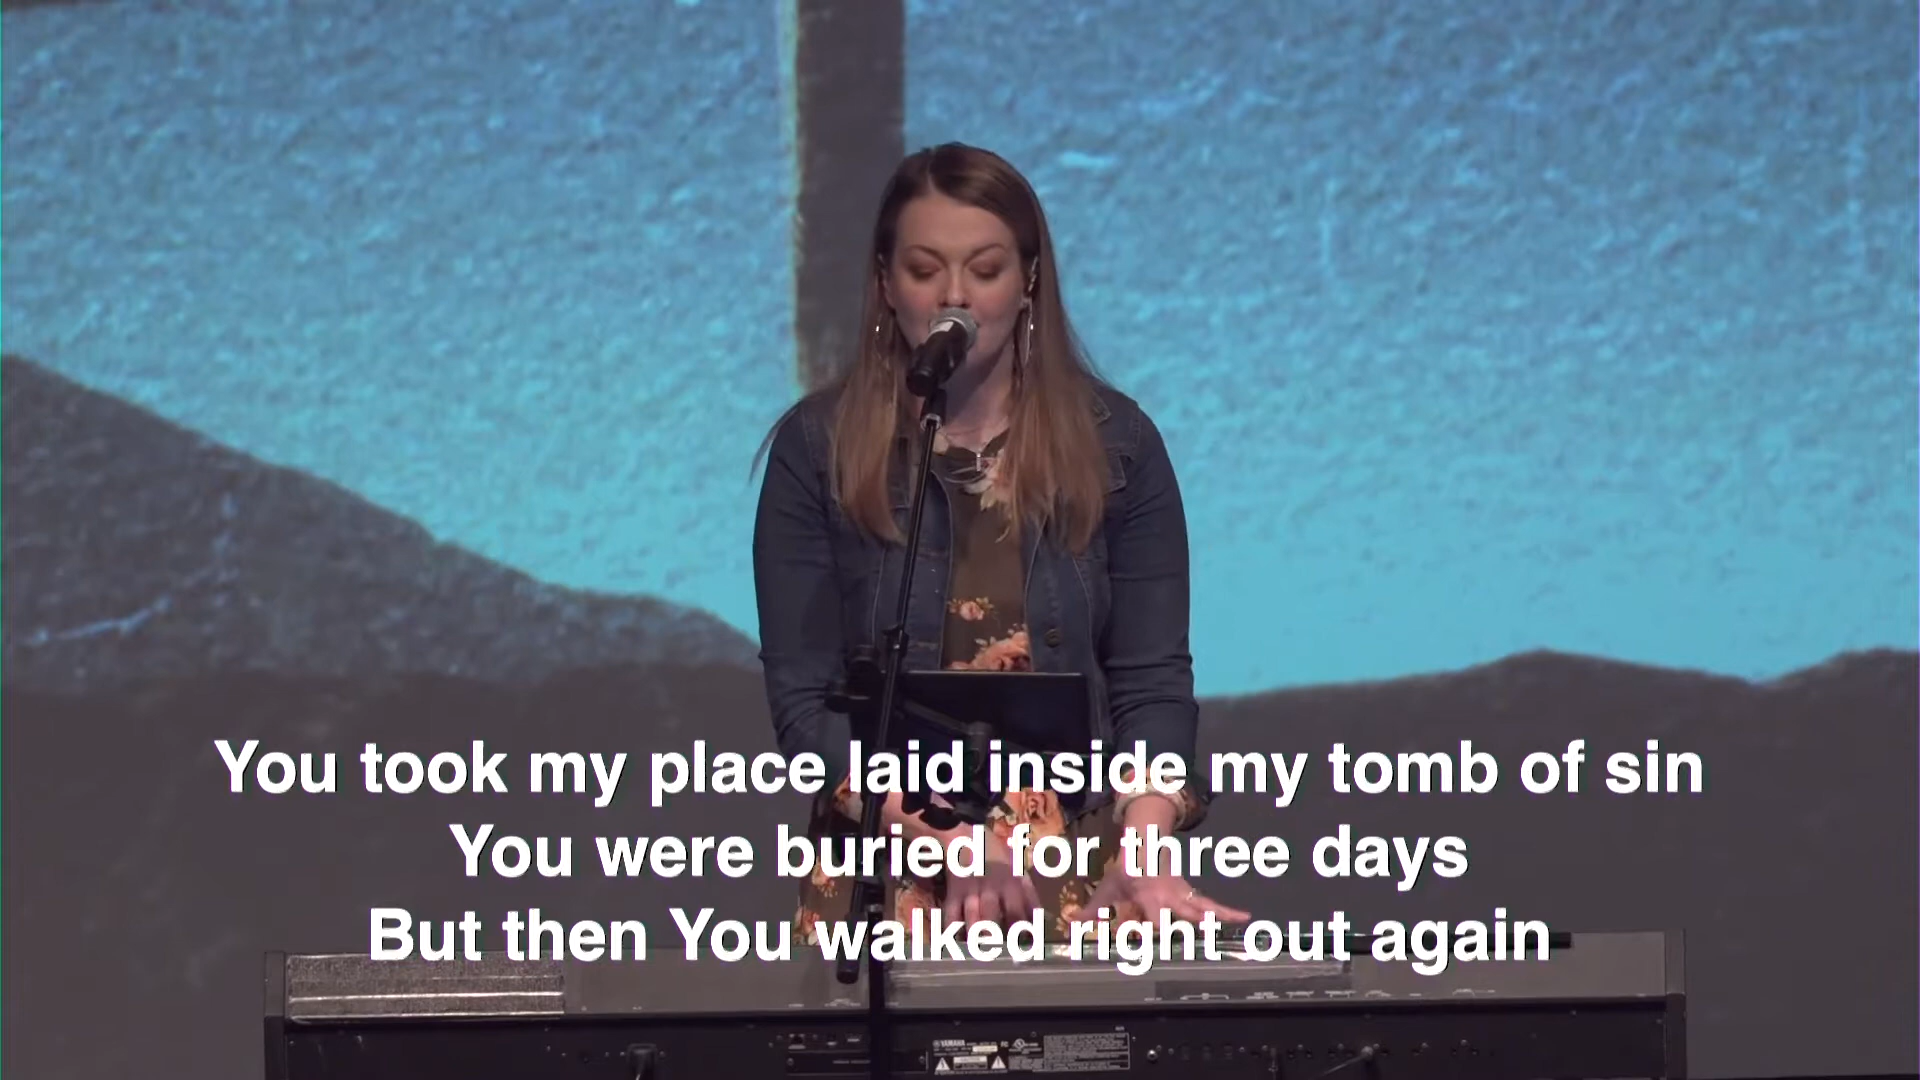 You took my place laid inside my tomb of sin
You were buried for three days
But then You walked right out again
YAMAHA